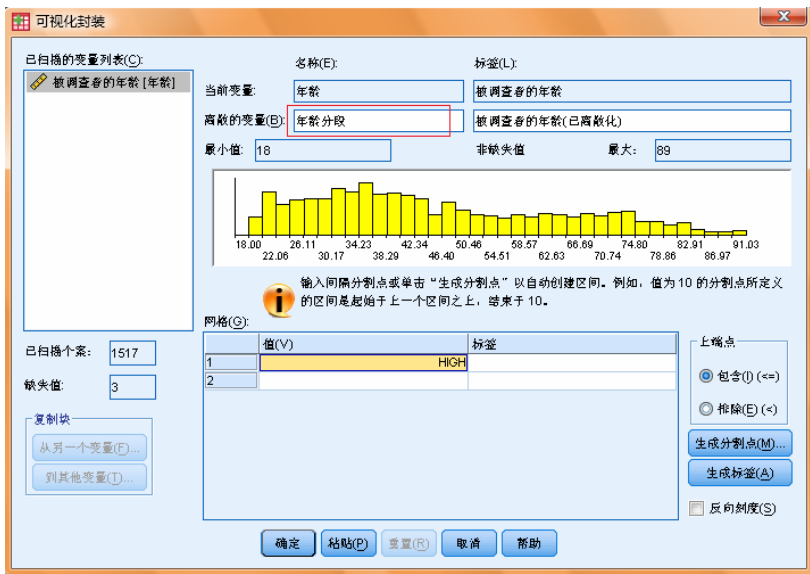 可视化封装
已扫描的变量列表(C):
被调查者的年龄 [年龄]
名称(E):
标签(L):
当前变量:
年龄
被调查者的年龄
离散的变量(B):
年龄分段
被调查者的年龄(已离散化)
最小值:
18
非缺失值
最大:
89
18.00 26.11 34.23 42.34 50.46 58.57 66.69 74.80 82.91 91.03
22.06 30.17 38.29 46.40 54.51 62.63 70.74 78.86 86.97
输入间隔分割点或单击“生成分割点”以自动创建区间。例如,值为 10 的分割点所定义
的区间是起始于上一个区间之上,结束于 10。
网格(G):
值(V)
标签
1
HIGH
2
已扫描个案:
1517
缺失值:
3
复制块
从另一个变量(F)...
到其他变量(T)...
上端点
包含(I) (<=)
排除(E) (<)
生成分割点(M)...
生成标签(A)
反向刻度(S)
确定
粘贴(P)
重置(R)
取消
帮助